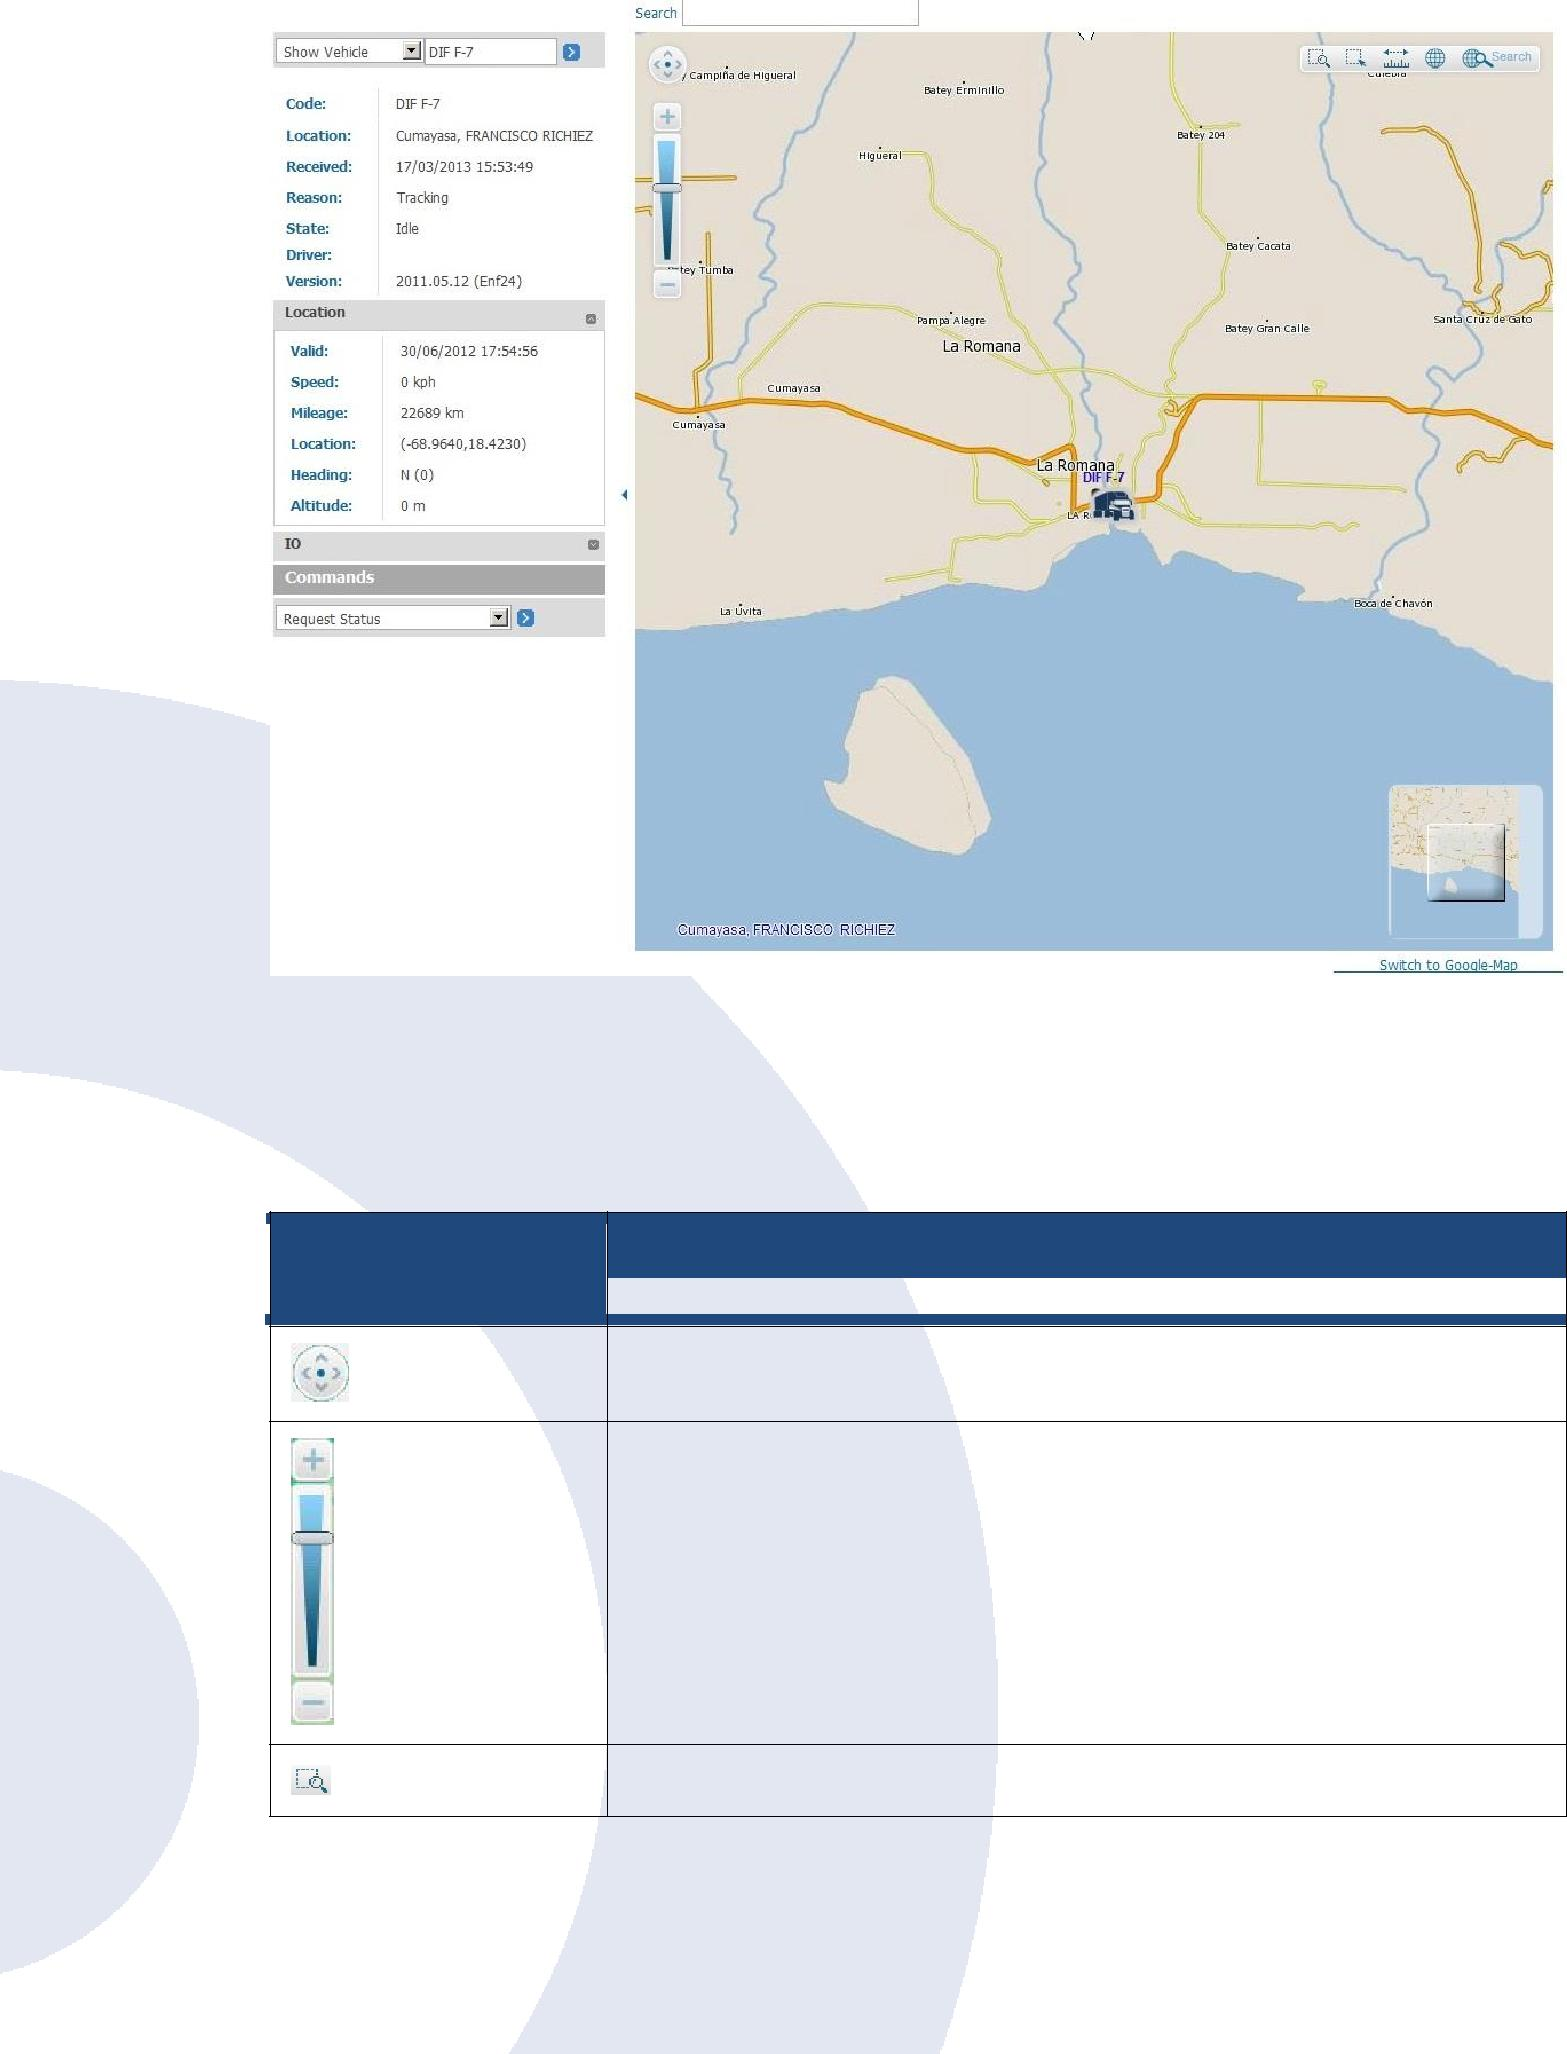 Search
Show Vehicle DIF F-7
Code: DIF F-7
Location: Cumayasa, FRANCISCO RICHIEZ
Received: 17/03/2013 15:53:49
Reason: Tracking
State: Idle
Driver:
Version: 2011.05.12 (Enf24)
Location
Valid: 30/06/2012 17:54:56
Speed: 0 kph
Mileage: 22689 km
Location: (-68.9640,18.4230)
Heading: N (0)
Altitude: 0 m
IO
Commands
Request Status
Search
y Campiña de Higueral
Batey Erminillo
Batey 204
Higueral
Batey Cacata
Pampa Alegre
Batey Gran Calle
Santa Cruz de Gato
La Romana
Cumayasa
Cumayasa
La Romana
DIF F-7
LA R
La Uvita
Boca de Chavón
Cumayasa, FRANCISCO RICHIEZ
Switch to Google-Map